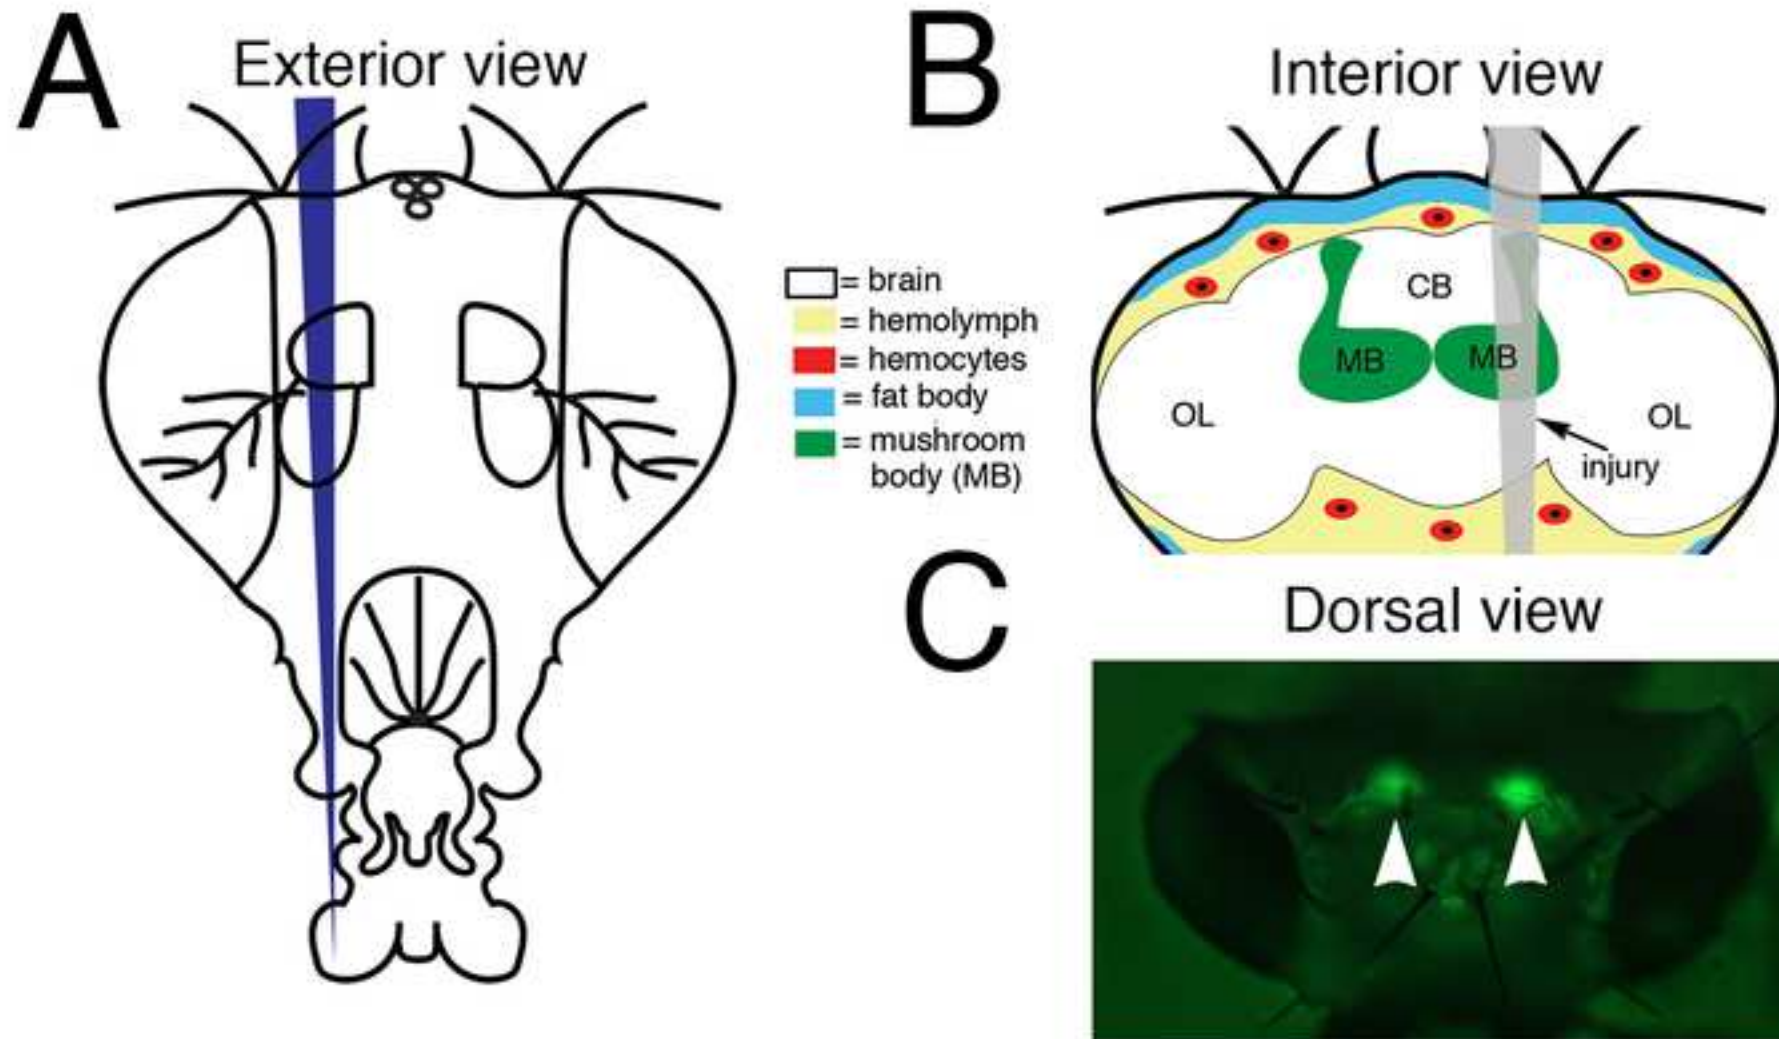 A
Exterior view
B
Interior view
= brain
= hemolymph
= hemocytes
= fat body
= mushroom
body (MB)
CB
MB
MB
OL
OL
injury
C
Dorsal view